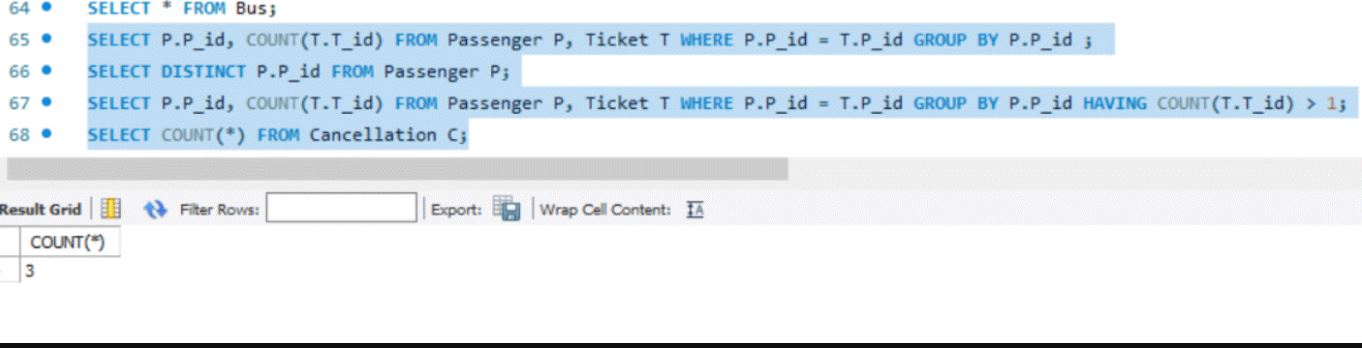 64 SELECT * FROM Bus;
65 SELECT P.P_id, COUNT(T.T_id) FROM Passenger P, Ticket T WHERE P.P_id = T.P_id GROUP BY P.P_id ;
66 SELECT DISTINCT P.P_id FROM Passenger P;
67 SELECT P.P_id, COUNT(T.T_id) FROM Passenger P, Ticket T WHERE P.P_id = T.P_id GROUP BY P.P_id HAVING COUNT(T.T_id) > 1;
68 SELECT COUNT(*) FROM Cancellation C;
Result Grid Filter Rows: Export: Wrap Cell Content:
COUNT(*)
3